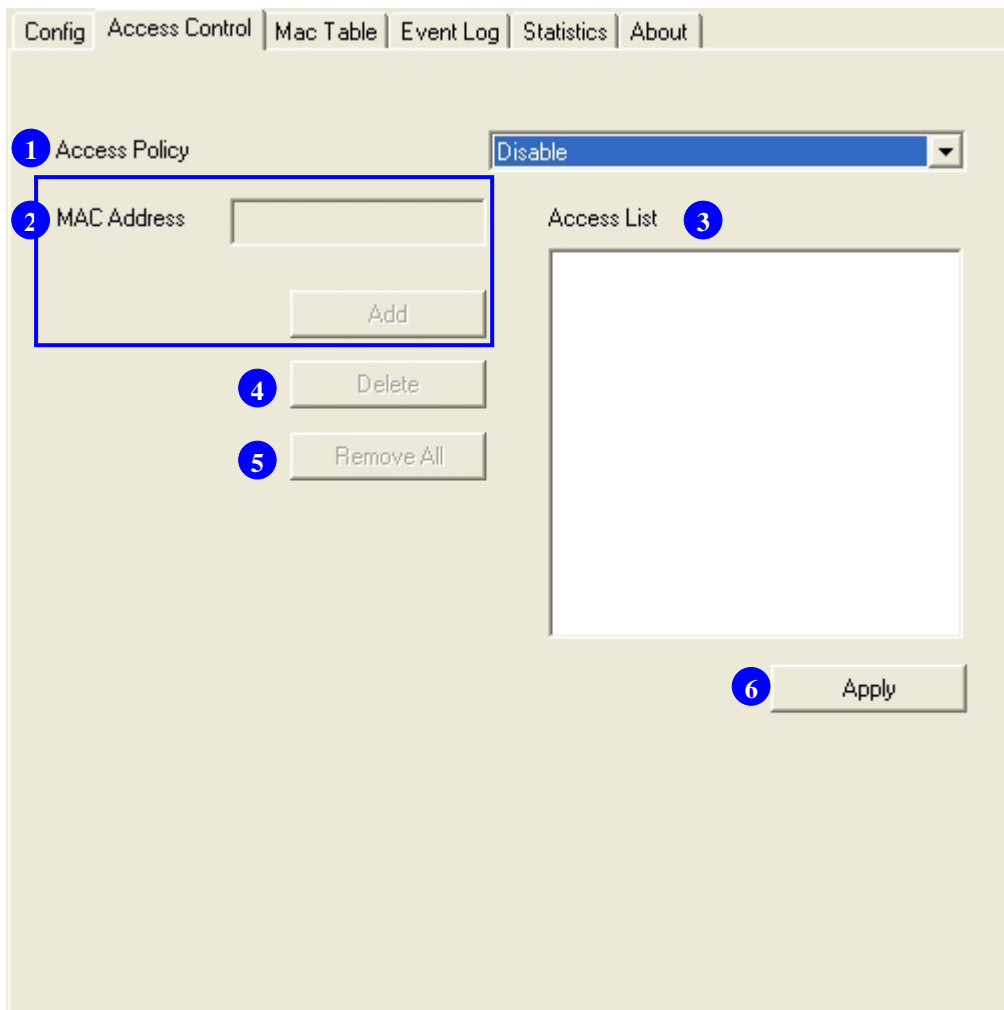 Config Access Control Mac Table Event Log Statistics About
1 Access Policy Disable
2 MAC Address
Access List 3
Add
4 Delete
5 Remove All
6 Apply